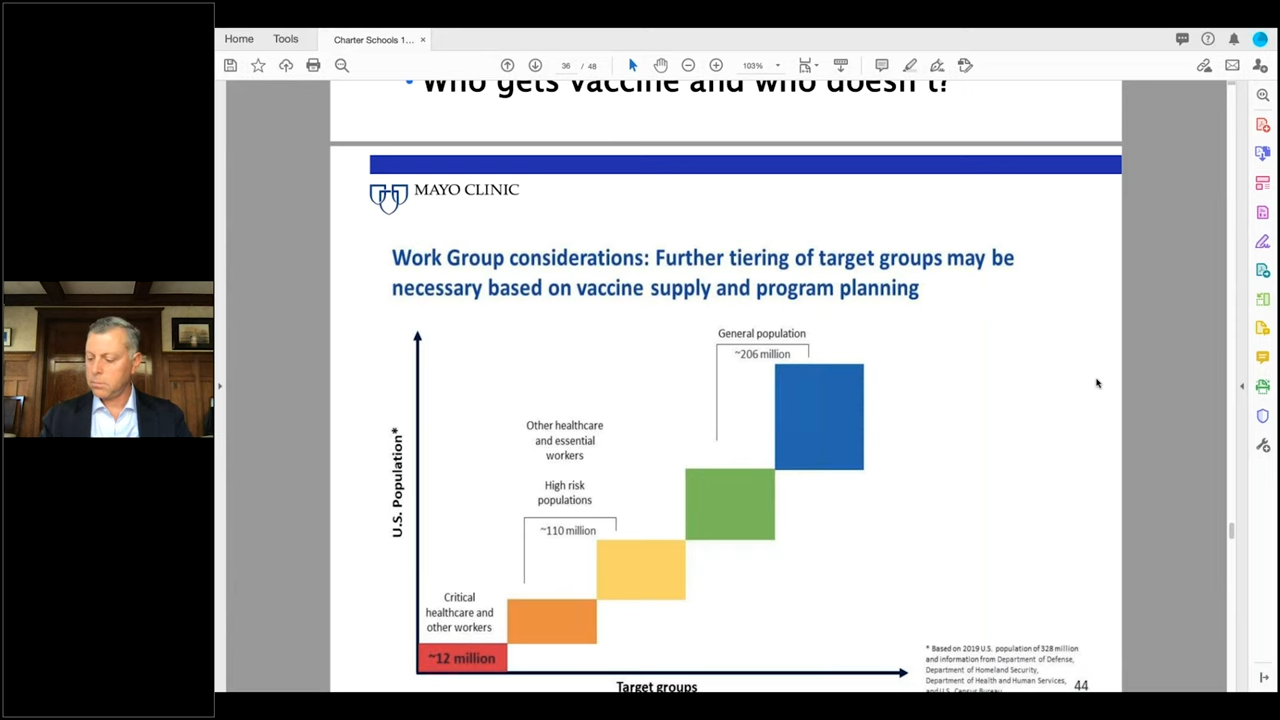 Home
Tools
Charter Schools 1...
×
36 / 48
103%
Who gets vaccine and who doesn't?
MAYO CLINIC
Work Group considerations: Further tiering of target groups may be
necessary based on vaccine supply and program planning
General population
~206 million
Other healthcare
and essential
workers
High risk
populations
~110 million
U.S. Population*
Critical
healthcare and
other workers
~12 million
Target groups
* Based on 2019 U.S. population of 328 million
and information from Department of Defense,
Department of Homeland Security,
Department of Health and Human Services,
and U.S. Census Bureau
44